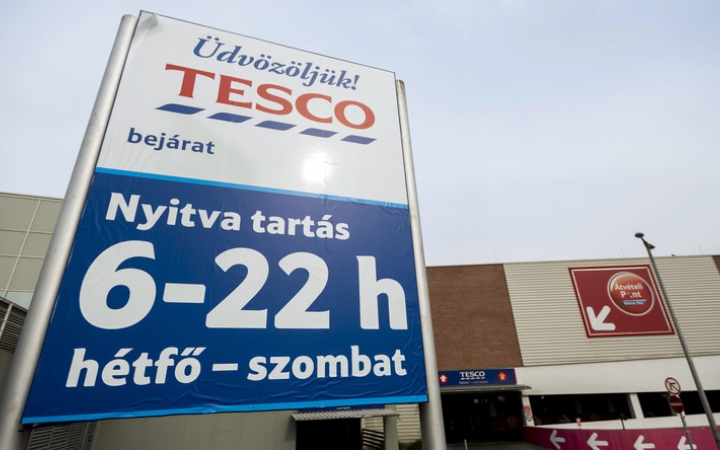 Üdvözöljük!
TESCO
bejárat
Nyitva tartás
6-22 h
hétfő – szombat
Átvételi
Pont
TESCO